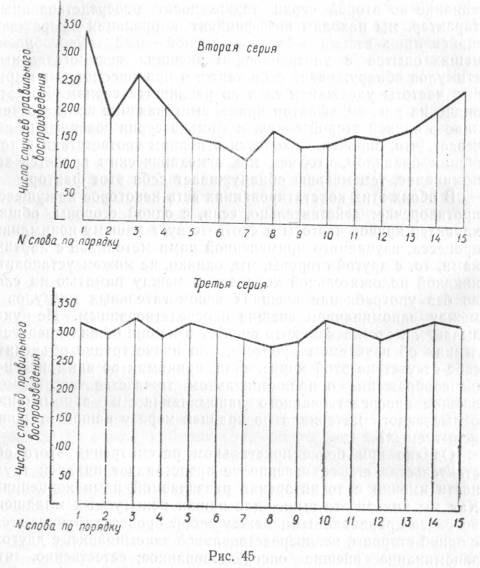 Вторая серия
Число случаев правильного
воспроизведения
350
300
250
200
150
100
50
1 2 3 4 5 6 7 8 9 10 11 12 13 14 15
N слова по порядку
Третья серия
Число случаев правильного
воспроизведения
350
300
250
200
150
100
50
1 2 3 4 5 6 7 8 9 10 11 12 13 14 15
N слова по порядку
Рис. 45